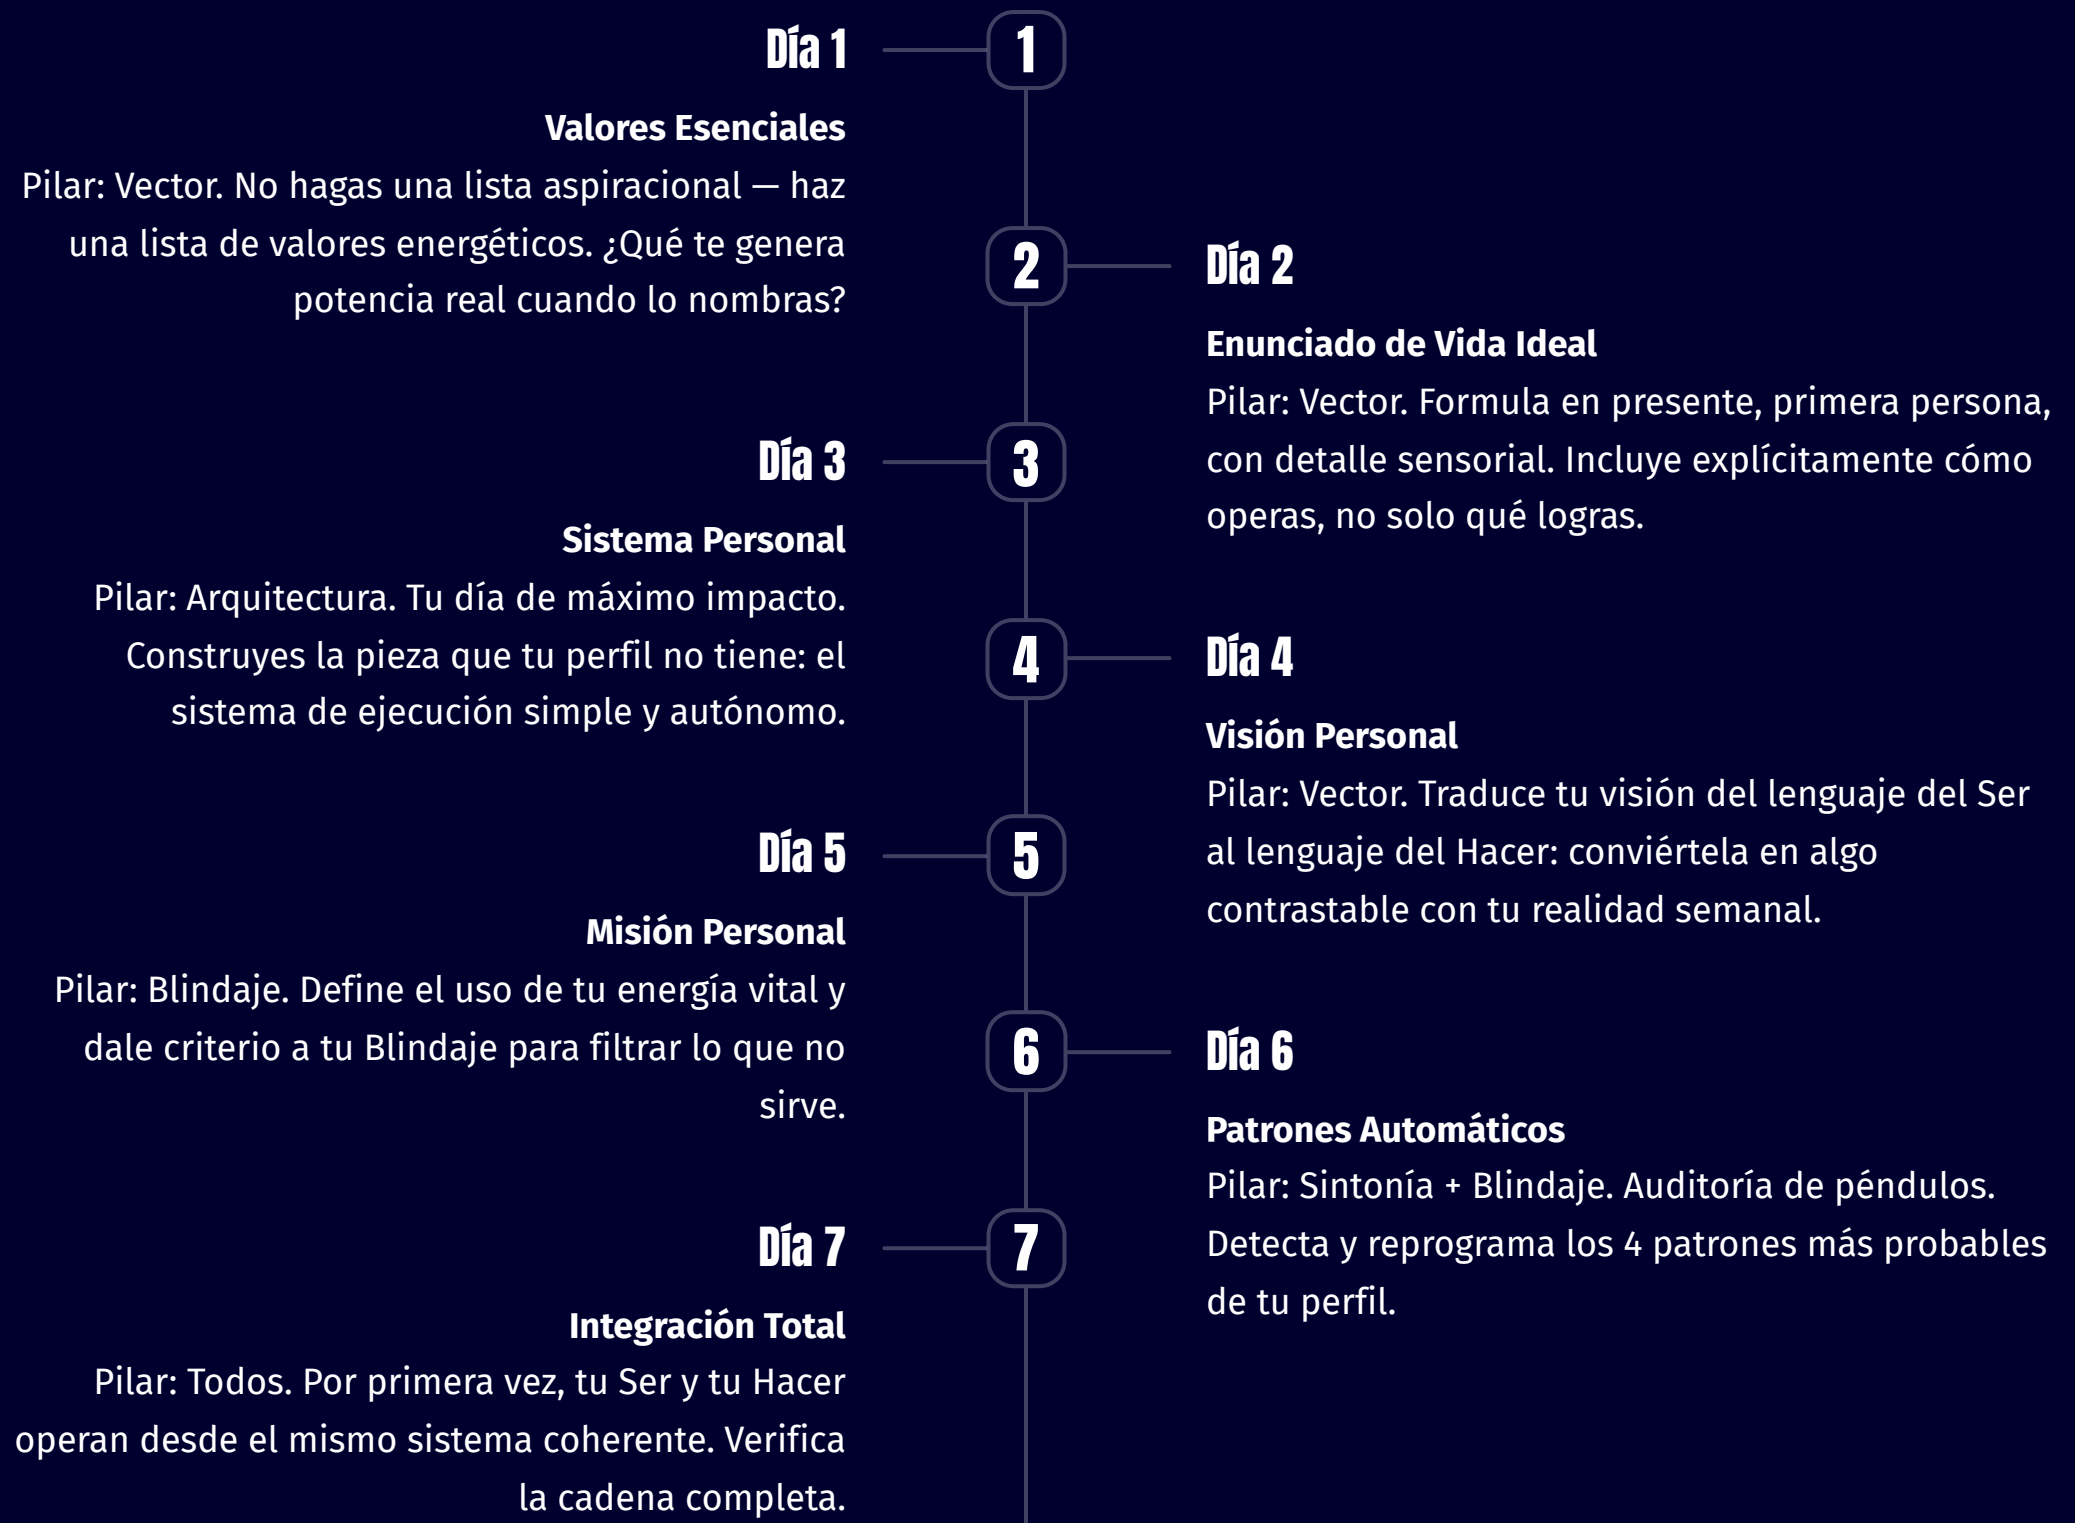 Día 1
1
Valores Esenciales
Pilar: Vector. No hagas una lista aspiracional — haz
una lista de valores energéticos. ¿Qué te genera
potencia real cuando lo nombras?
2
Día 2
Enunciado de Vida Ideal
Pilar: Vector. Formula en presente, primera persona,
con detalle sensorial. Incluye explícitamente cómo
operas, no solo qué logras.
Día 3
3
Sistema Personal
Pilar: Arquitectura. Tu día de máximo impacto.
Construyes la pieza que tu perfil no tiene: el
sistema de ejecución simple y autónomo.
4
Día 4
Visión Personal
Pilar: Vector. Traduce tu visión del lenguaje del Ser
al lenguaje del Hacer: conviértela en algo
contrastable con tu realidad semanal.
Día 5
5
Misión Personal
Pilar: Blindaje. Define el uso de tu energía vital y
dale criterio a tu Blindaje para filtrar lo que no
sirve.
6
Día 6
Patrones Automáticos
Pilar: Sintonía + Blindaje. Auditoría de péndulos.
Detecta y reprograma los 4 patrones más probables
de tu perfil.
Día 7
7
Integración Total
Pilar: Todos. Por primera vez, tu Ser y tu Hacer
operan desde el mismo sistema coherente. Verifica
la cadena completa.